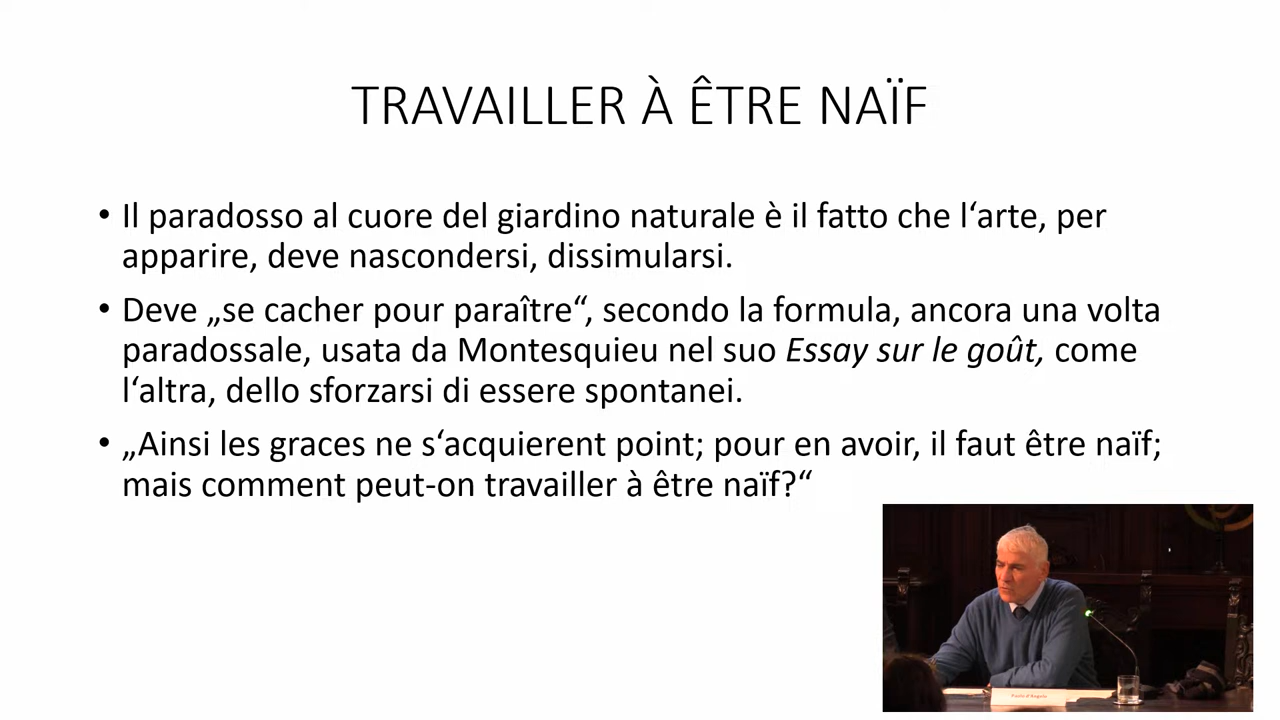 TRAVAILLER À ÊTRE NAÏF
• Il paradosso al cuore del giardino naturale è il fatto che l‘arte, per
apparire, deve nascondersi, dissimularsi.
• Deve „se cacher pour paraître“, secondo la formula, ancora una volta
paradossale, usata da Montesquieu nel suo Essay sur le goût, come
l‘altra, dello sforzarsi di essere spontanei.
• „Ainsi les graces ne s‘acquierent point; pour en avoir, il faut être naïf;
mais comment peut-on travailler à être naïf?“
Paolo d'Angelo